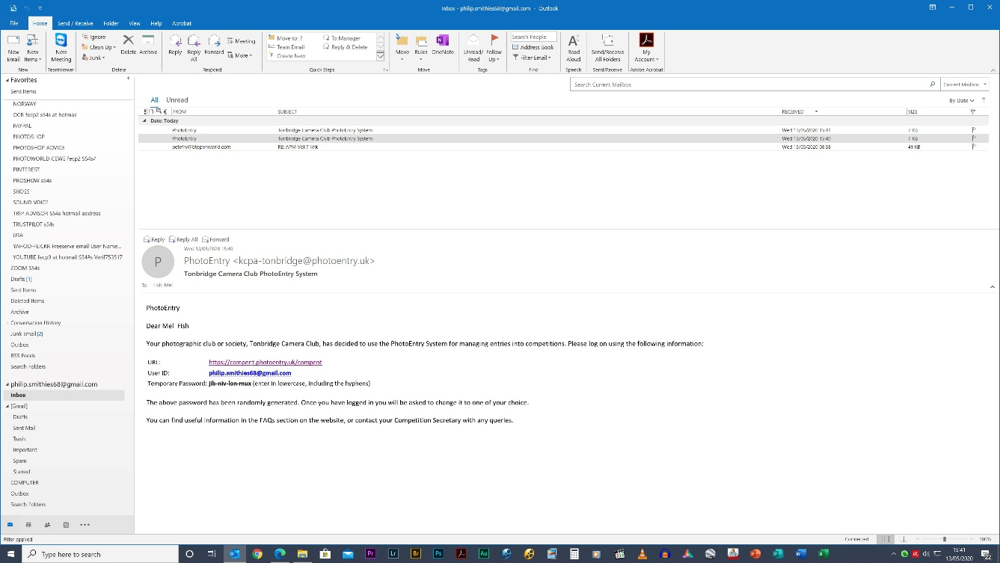 Inbox - philip.smithies68@gmail.com - Outlook
File Home Send / Receive Folder View Help Acrobat
New Email
New Items
New
New Meeting
TeamViewer
Ignore
Clean Up
Junk
Delete
Archive
Delete
Reply
Reply All
Forward
Meeting
More
Respond
Move to: ?
Team Email
Create New
To Manager
Reply & Delete
Quick Steps
Move
Rules
OneNote
Move
Unread/ Read
Follow Up
Tags
Search People
Address Book
Filter Email
Find
Read Aloud
Speech
Send/Receive All Folders
Send/Receive
My Account
Adobe Acrobat
Favorites
Sent Items
NORWAY
OCR fecp2 s54s at hotmail
PAYPAL
PHOTOSHOP
PHOTOSHOP ADVICE
PHOTOWORLD CEWE fecp2 S54s#
PINTEREST
PROSHOW s54s
SHOES
SOUND VOICE
TRIP ADVISOR S54s hotmail address
TRUSTPILOT s54s
USA
YAHOO-FLICKR Freeserve email User Name...
YOUTUBE fecp9 at hotmail S54#s Verif753517
ZOOM S54s
Drafts [1]
Sent Items
Deleted Items
Archive
Conversation History
Junk Email [2]
Outbox
RSS Feeds
Search Folders
philip.smithies68@gmail.com
Inbox
[Gmail]
Drafts
Sent Mail
Trash
Important
Spam
Starred
COMPUTER
Outbox
Search Folders
Search Current Mailbox
Current Mailbox
All Unread
By Date
FROM SUBJECT RECEIVED SIZE
Date: Today
PhotoEntry Tonbridge Camera Club PhotoEntry System Wed 13/05/2020 15:41 7 KB
PhotoEntry Tonbridge Camera Club PhotoEntry System Wed 13/05/2020 15:40 7 KB
petefry@btopenworld.com RE: APM Vol 7 link Wed 13/05/2020 08:38 41 KB
Reply Reply All Forward
Wed 13/05/2020 15:40
P
PhotoEntry <kcpa-tonbridge@photoentry.uk>
Tonbridge Camera Club PhotoEntry System
To Fish, Mel
PhotoEntry
Dear Mel Fish
Your photographic club or society, Tonbridge Camera Club, has decided to use the PhotoEntry System for managing entries into competitions. Please log on using the following information:
URL: https://compent.photoentry.uk/compent
User ID: philip.smithies68@gmail.com
Temporary Password: jib-niv-lon-mux (enter in lowercase, including the hyphens)
The above password has been randomly generated. Once you have logged in you will be asked to change it to one of your choice.
You can find useful information in the FAQs section on the website, or contact your Competition Secretary with any queries.
Filter applied
Connected
100%
Type here to search
Pr Lr Br Ps Au
15:41
13/05/2020
22